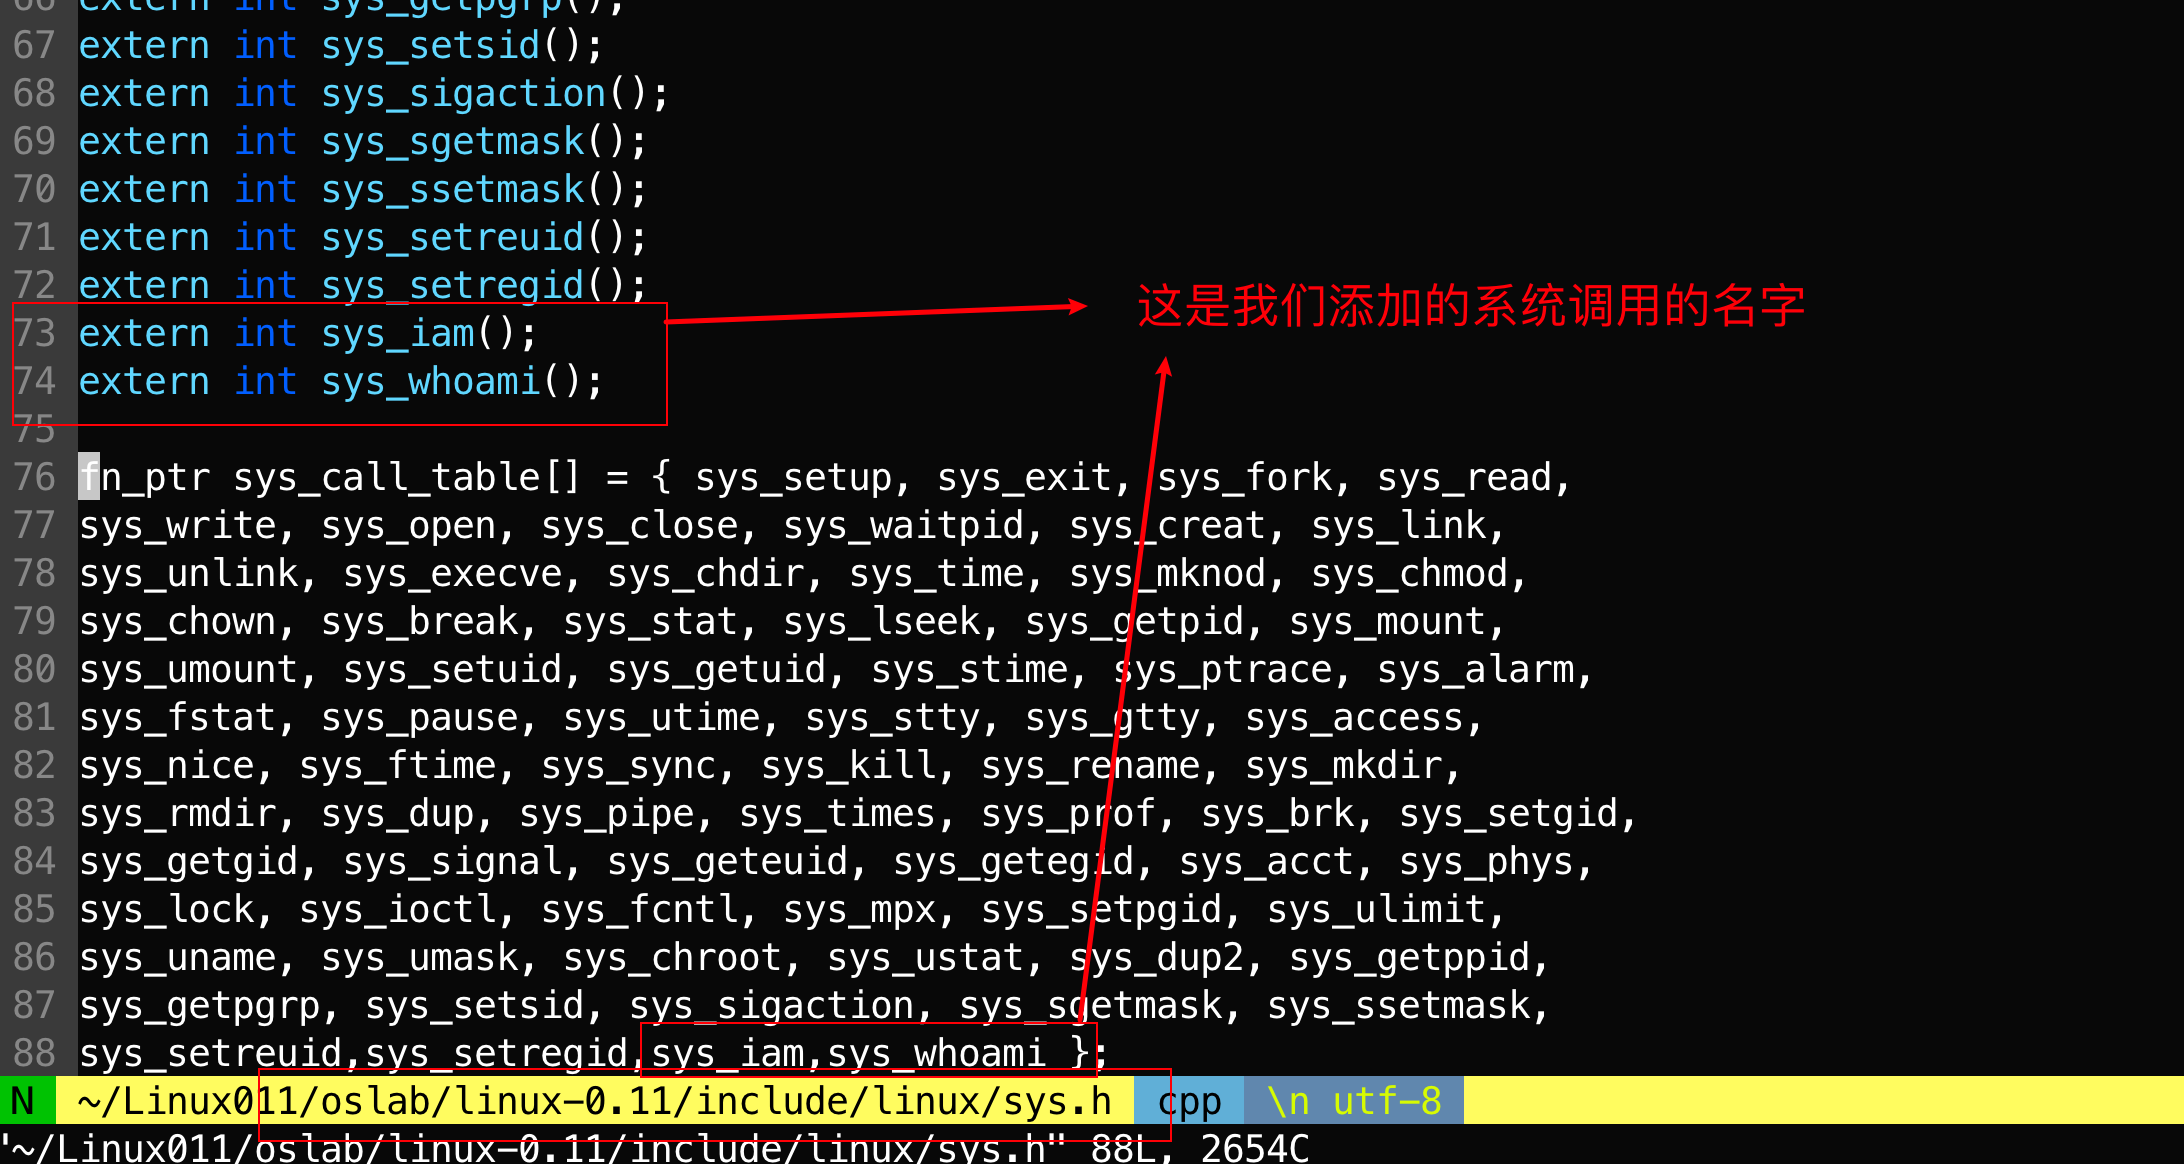 66 extern int sys_getpgrp();
67 extern int sys_setsid();
68 extern int sys_sigaction();
69 extern int sys_sgetmask();
70 extern int sys_ssetmask();
71 extern int sys_setreuid();
72 extern int sys_setregid();
这是我们添加的系统调用的名字
73 extern int sys_iam();
74 extern int sys_whoami();
75
76 fn_ptr sys_call_table[] = { sys_setup, sys_exit, sys_fork, sys_read,
77 sys_write, sys_open, sys_close, sys_waitpid, sys_creat, sys_link,
78 sys_unlink, sys_execve, sys_chdir, sys_time, sys_mknod, sys_chmod,
79 sys_chown, sys_break, sys_stat, sys_lseek, sys_getpid, sys_mount,
80 sys_umount, sys_setuid, sys_getuid, sys_stime, sys_ptrace, sys_alarm,
81 sys_fstat, sys_pause, sys_utime, sys_stty, sys_gtty, sys_access,
82 sys_nice, sys_ftime, sys_sync, sys_kill, sys_rename, sys_mkdir,
83 sys_rmdir, sys_dup, sys_pipe, sys_times, sys_prof, sys_brk, sys_setgid,
84 sys_getgid, sys_signal, sys_geteuid, sys_getegid, sys_acct, sys_phys,
85 sys_lock, sys_ioctl, sys_fcntl, sys_mpx, sys_setpgid, sys_ulimit,
86 sys_uname, sys_umask, sys_chroot, sys_ustat, sys_dup2, sys_getppid,
87 sys_getpgrp, sys_setsid, sys_sigaction, sys_sgetmask, sys_ssetmask,
88 sys_setreuid,sys_setregid,sys_iam,sys_whoami };
N ~/Linux011/oslab/linux-0.11/include/linux/sys.h cpp \n utf-8
"~/Linux011/oslab/linux-0.11/include/linux/sys.h" 88L, 2654C